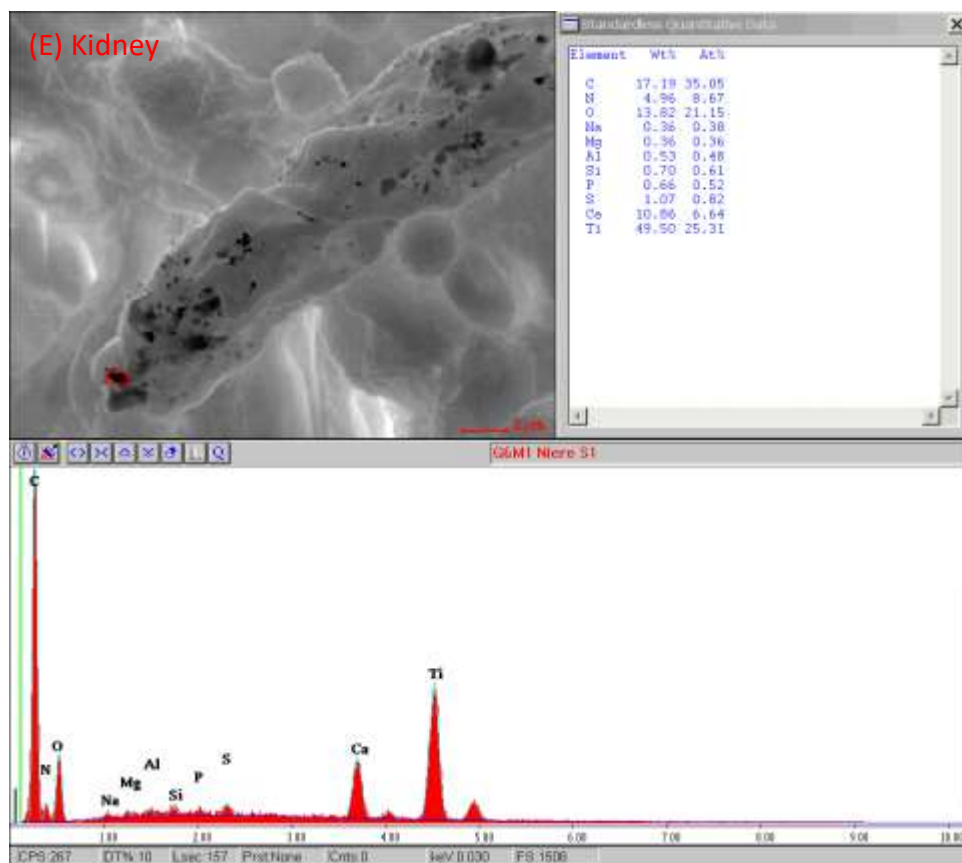 (E) Kidney
Standardless Quantitative Data
Element Wt% At%
C 17.19 35.05
N 4.96 8.67
O 13.82 21.15
Na 0.36 0.38
Mg 0.36 0.36
Al 0.53 0.48
Si 0.70 0.61
P 0.66 0.52
S 1.07 0.82
Ca 10.86 6.64
Ti 49.50 25.31
Q
G&M1 Niere S1
C
Ti
O
Ca
S
Al
N
P
Mg
Si
Na
1.00 2.00 3.00 4.00 5.00 6.00 7.00 8.00 9.00 10.00
CPS 267 DT% 10 Lsec 157 Prst None Cnts 0 keV 0.030 FS 1508